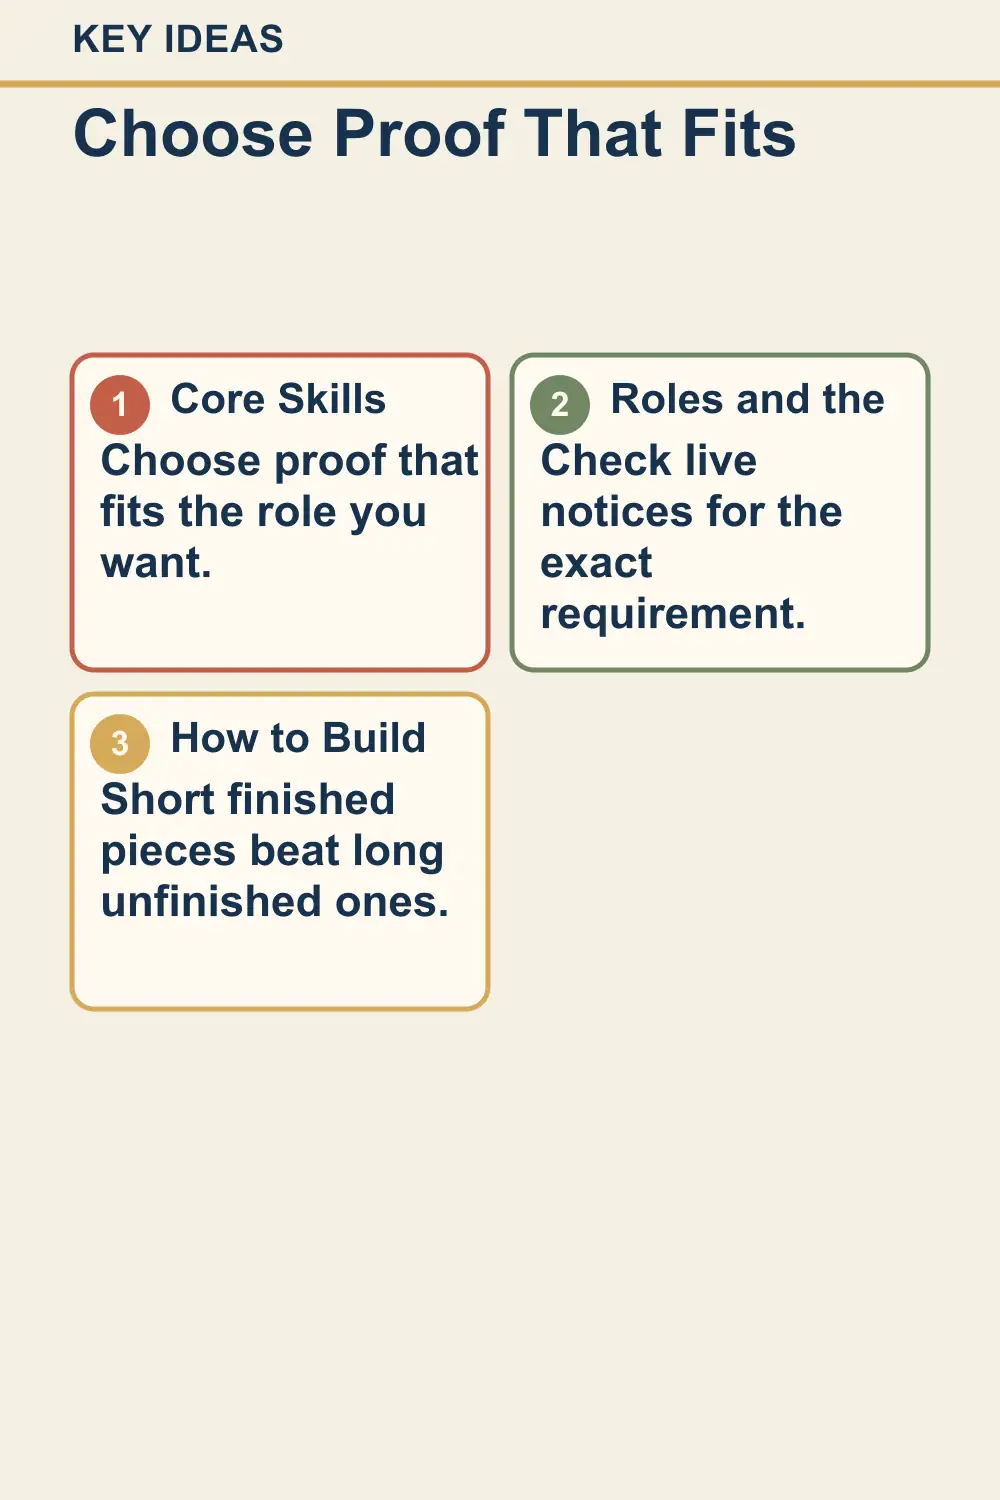 KEY IDEAS
Choose Proof That Fits
1 Core Skills
Choose proof that
fits the role you
want.
2 Roles and the
Check live
notices for the
exact
requirement.
3 How to Build
Short finished
pieces beat long
unfinished ones.